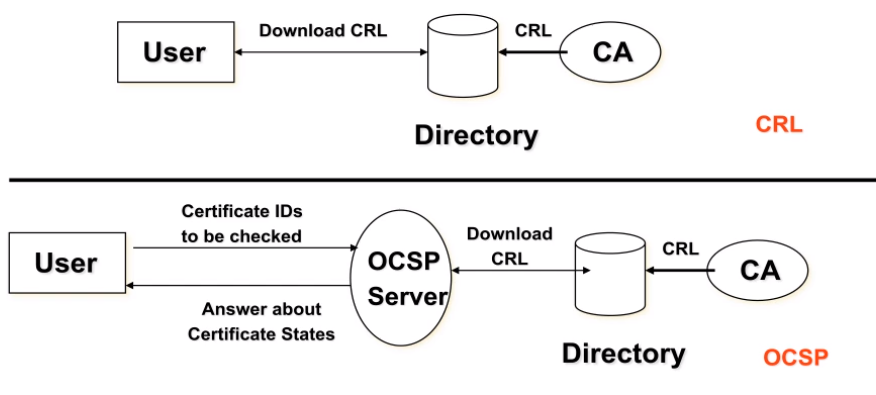 Download CRL
CRL
User
CA
Directory
CRL
Certificate IDs
to be checked
Download
CRL
CRL
User
OCSP
Server
CA
Answer about
Certificate States
Directory
OCSP